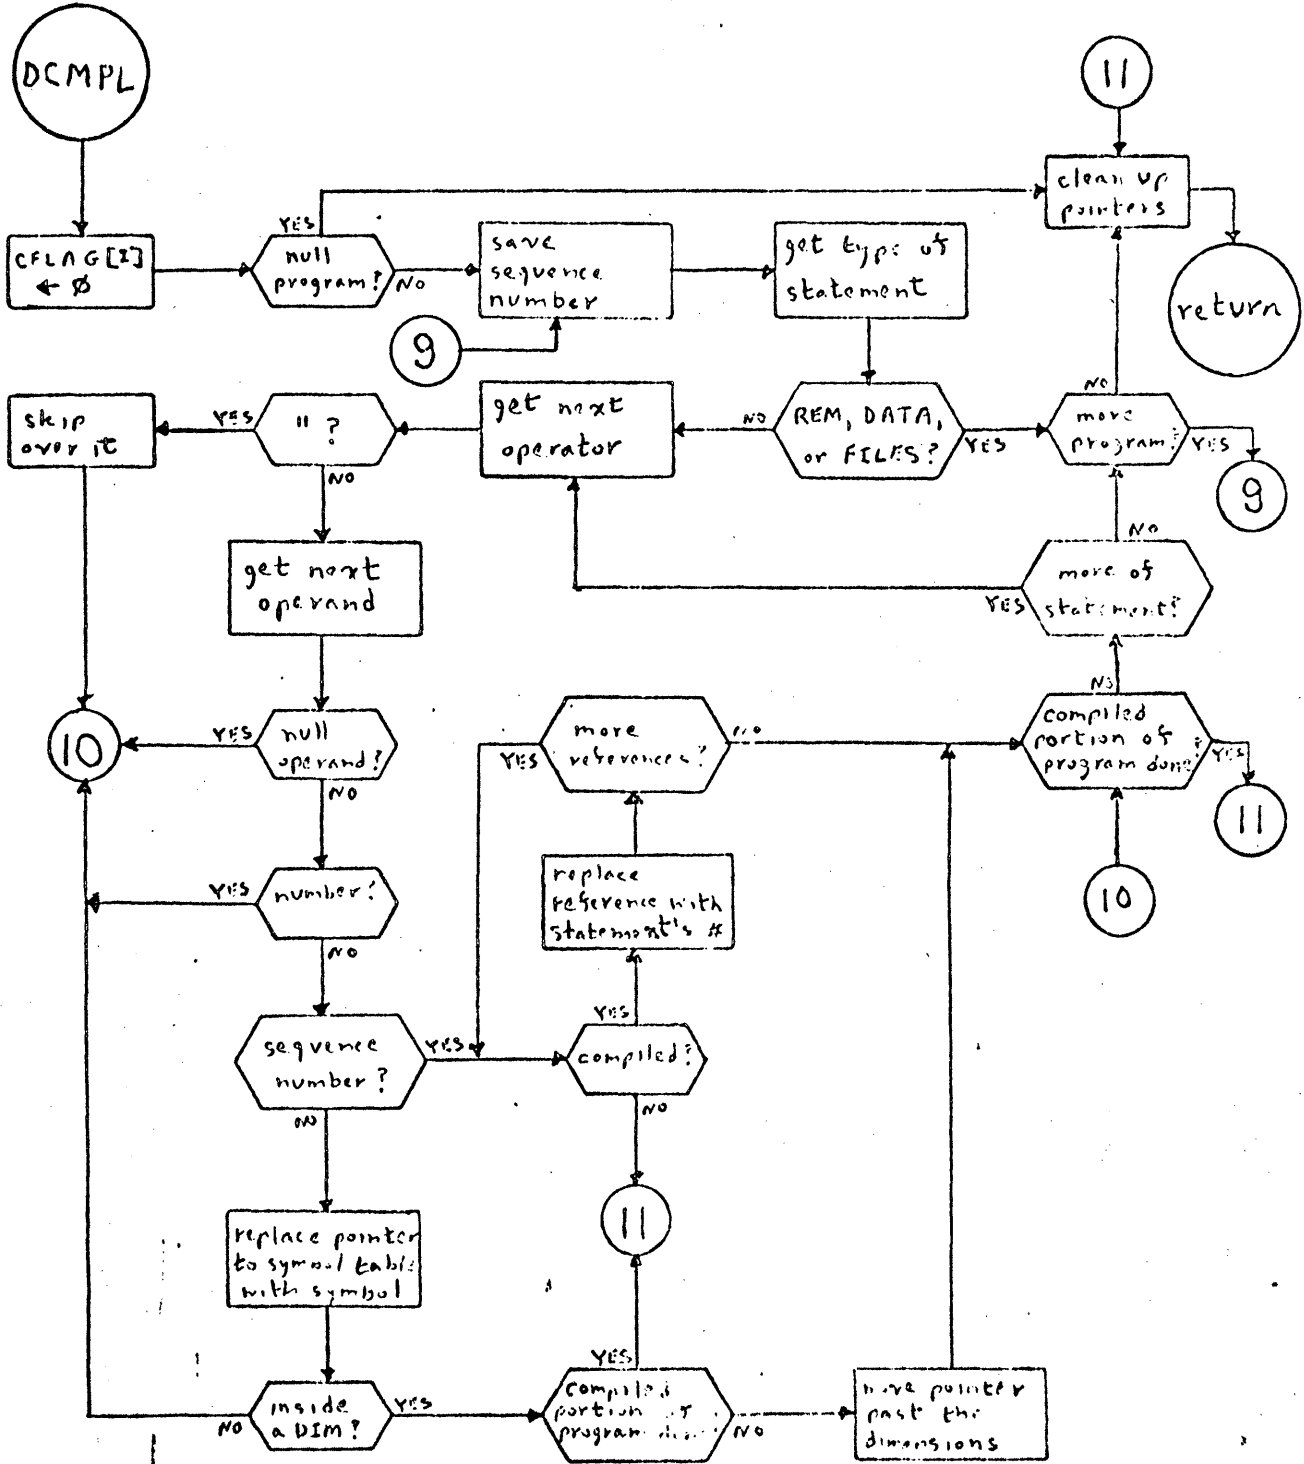 DCMPL
11
clean up
pointers
CFLAG[I]
← Ø
YES
null
program?
NO
save
sequence
number
get type of
statement
return
9
skip
over it
YES
" ?
NO
get next
operator
NO
REM, DATA,
or FILES?
YES
NO
more
program?
YES
9
get next
operand
NO
more of
statement?
YES
10
YES
null
operand?
NO
more
references?
YES
NO
NO
compiled
portion of
program done?
YES
11
YES
number?
NO
replace
reference with
statement's #
10
sequence
number?
YES
NO
YES
compiled?
NO
11
replace pointer
to symbol table
with symbol
inside
a DIM?
YES
NO
YES
compiled
portion of
program
NO
move pointer
past the
dimensions